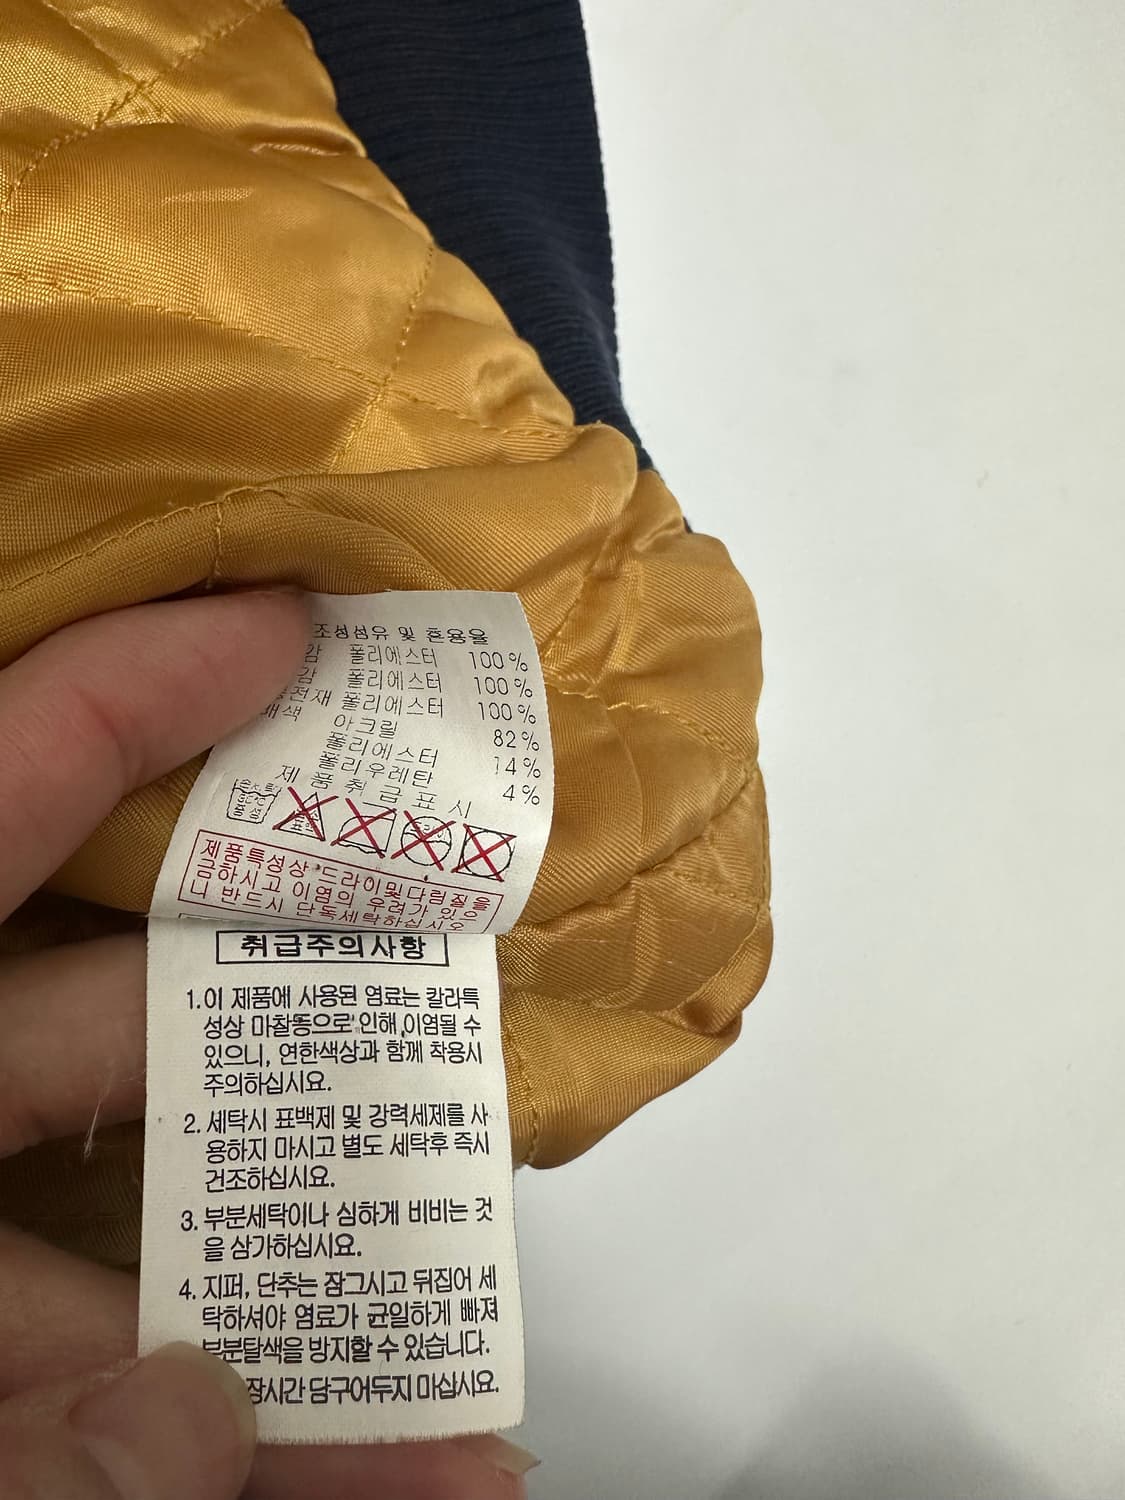 조성섬유 및 혼용율
감 폴리에스터 100%
감 폴리에스터 100%
충전재 폴리에스터 100%
배색 아크릴 82%
폴리에스터 14%
폴리우레탄 4%
제품취급표시
손세탁 중성
제품특성상 드라이및다림질을
금하시고 이염의 우려가 있으
니 반드시 단독세탁하십시오
취급주의사항
1.이 제품에 사용된 염료는 칼라특
성상 마찰등으로 인해,이염될 수
있으니, 연한색상과 함께 착용시
주의하십시요.
2. 세탁시 표백제 및 강력세제를 사
용하지 마시고 별도 세탁후 즉시
건조하십시요.
3. 부분세탁이나 심하게 비비는 것
을 삼가하십시요.
4. 지퍼, 단추는 잠그시고 뒤집어 세
탁하셔야 염료가 균일하게 빠져
부분탈색을 방지할 수 있습니다.
장시간 담구어두지 마십시요.